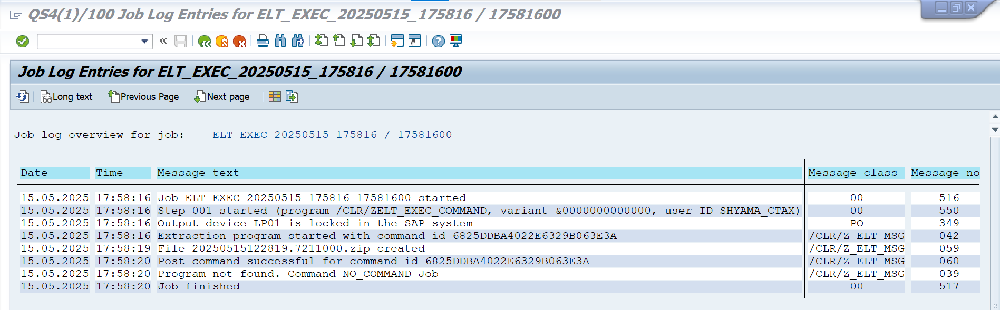 QS4(1)/100 Job Log Entries for ELT_EXEC_20250515_175816 / 17581600
Job Log Entries for ELT_EXEC_20250515_175816 / 17581600
Long text Previous Page Next page
Job log overview for job: ELT_EXEC_20250515_175816 / 17581600
Date Time Message text Message class Message no
15.05.2025 17:58:16 Job ELT_EXEC_20250515_175816 17581600 started 00 516
15.05.2025 17:58:16 Step 001 started (program /CLR/ZELT_EXEC_COMMAND, variant &0000000000000, user ID SHYAMA_CTAX) 00 550
15.05.2025 17:58:16 Output device LP01 is locked in the SAP system PO 349
15.05.2025 17:58:16 Extraction program started with command id 6825DDBA4022E6329B063E3A /CLR/Z_ELT_MSG 042
15.05.2025 17:58:19 File 20250515122819.7211000.zip created /CLR/Z_ELT_MSG 059
15.05.2025 17:58:20 Post command successful for command id 6825DDBA4022E6329B063E3A /CLR/Z_ELT_MSG 060
15.05.2025 17:58:20 Program not found. Command NO_COMMAND Job /CLR/Z_ELT_MSG 039
15.05.2025 17:58:20 Job finished 00 517